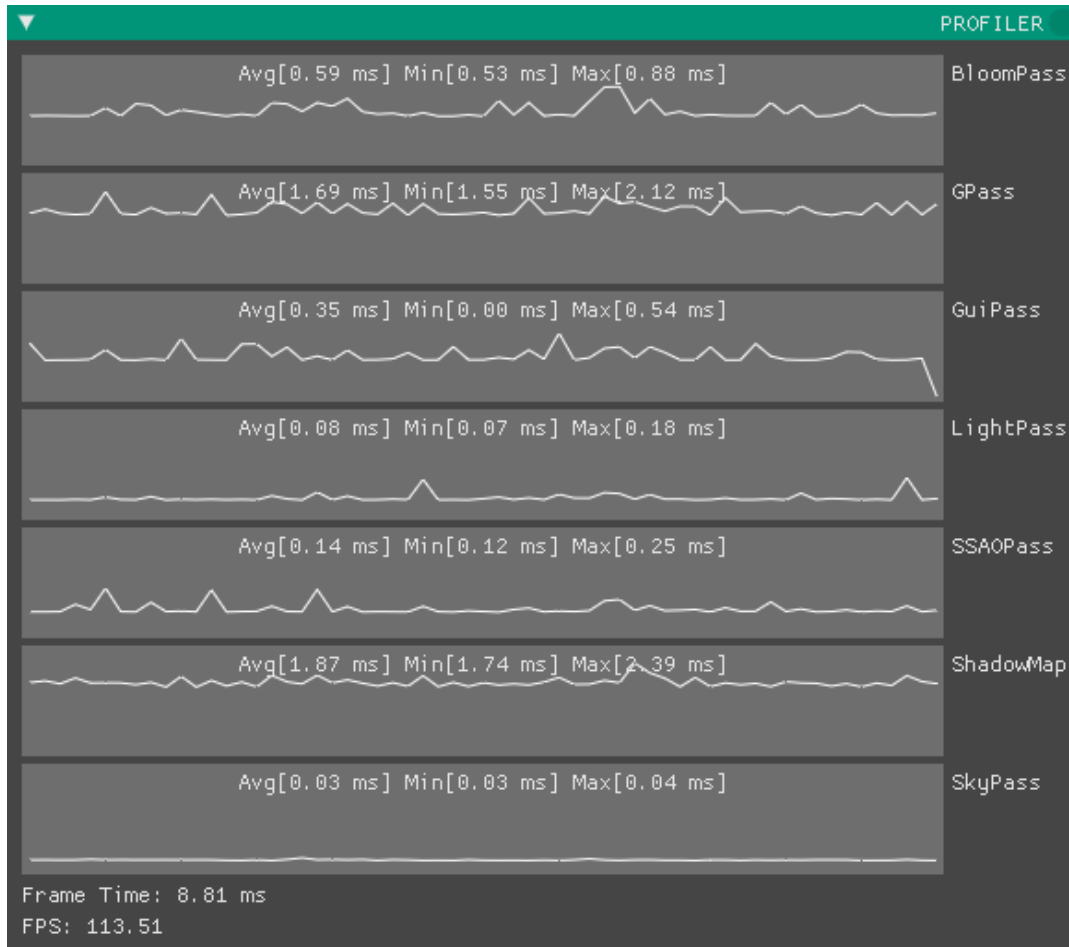 PROFILER
Avg[0.59 ms] Min[0.53 ms] Max[0.88 ms] BloomPass
Avg[1.69 ms] Min[1.55 ms] Max[2.12 ms] GPass
Avg[0.35 ms] Min[0.00 ms] Max[0.54 ms] GuiPass
Avg[0.08 ms] Min[0.07 ms] Max[0.18 ms] LightPass
Avg[0.14 ms] Min[0.12 ms] Max[0.25 ms] SSAOPass
Avg[1.87 ms] Min[1.74 ms] Max[2.39 ms] ShadowMap
Avg[0.03 ms] Min[0.03 ms] Max[0.04 ms] SkyPass
Frame Time: 8.81 ms
FPS: 113.51